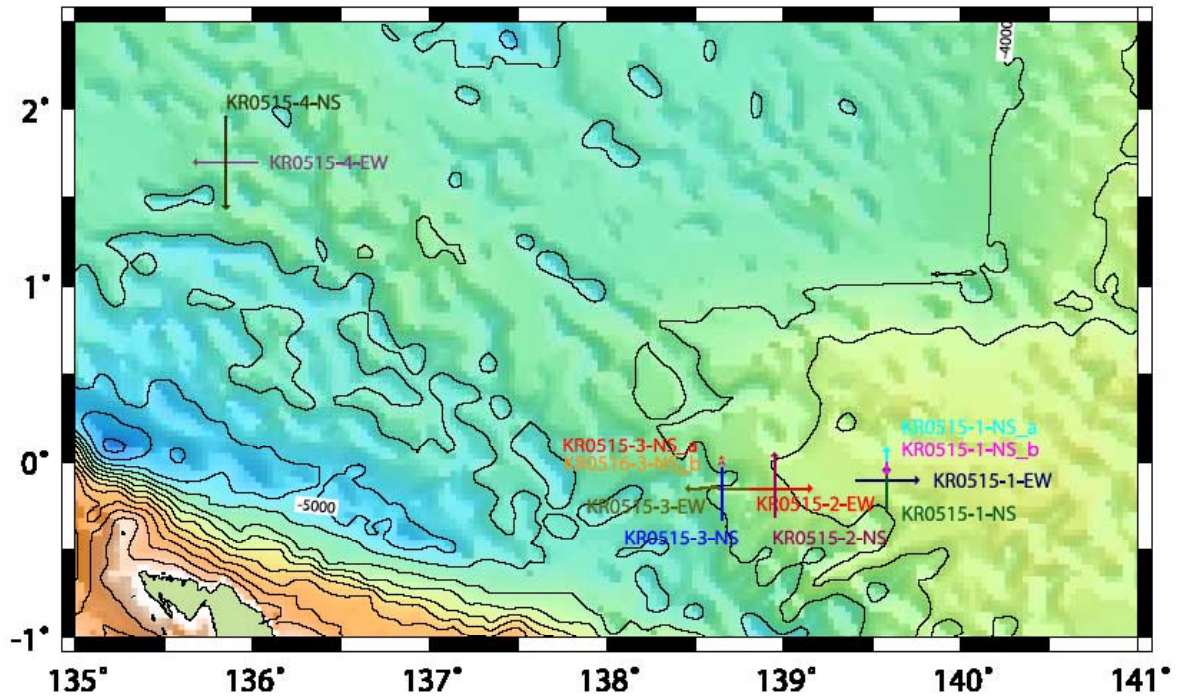 -4000
2°
KR0515-4-NS
KR0515-4-EW
1°
KR0515-1-NS_a
KR0515-3-NS_a
KR0515-1-NS_b
0°
KR0516-3-NS_b
KR0515-1-EW
KR0515-3-EW
KR0515-2-EW
-5000
KR0515-1-NS
KR0515-3-NS
KR0515-2-NS
-1°
135° 136° 137° 138° 139° 140° 141°